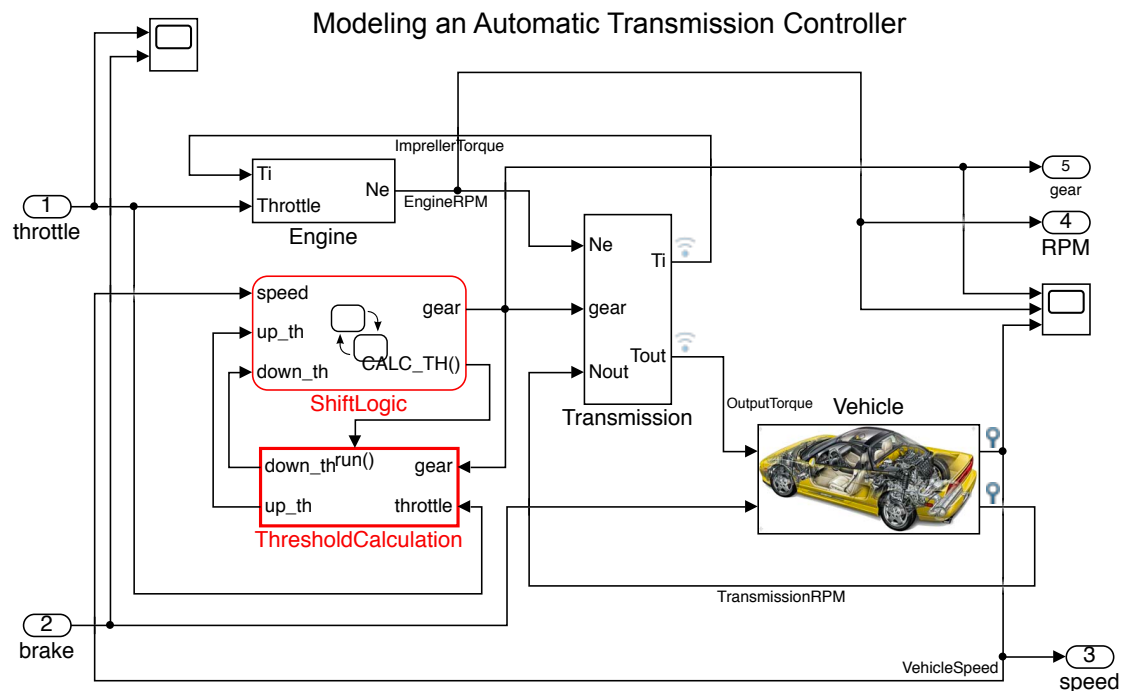 Modeling an Automatic Transmission Controller
ImprellerTorque
Ti
Throttle
Ne
EngineRPM
Engine
1
throttle
5
gear
4
RPM
Ne
gear
Nout
Ti
Tout
Transmission
speed
up_th
down_th
gear
CALC_TH()
ShiftLogic
OutputTorque
Vehicle
down_th
run()
gear
up_th
throttle
ThresholdCalculation
TransmissionRPM
2
brake
VehicleSpeed
3
speed